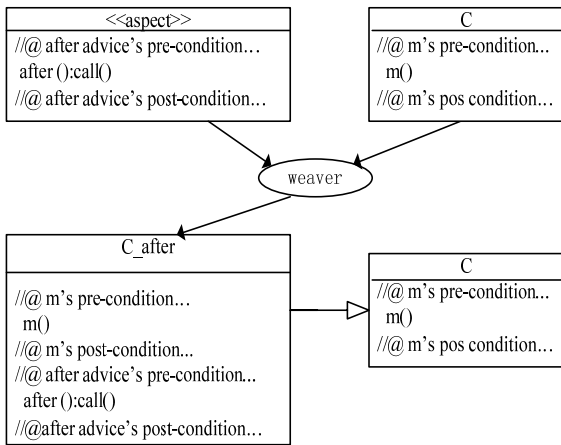 <<aspect>>
//@ after advice's pre-condition…
after ():call()
//@ after advice's post-condition…
C
//@ m's pre-condition...
m()
//@ m's pos condition…
weaver
C_after
//@ m's pre-condition...
m()
//@ m's post-condition...
//@ after advice's pre-condition...
after ():call()
//@after advice's post-condition…
C
//@ m's pre-condition...
m()
//@ m's pos condition…